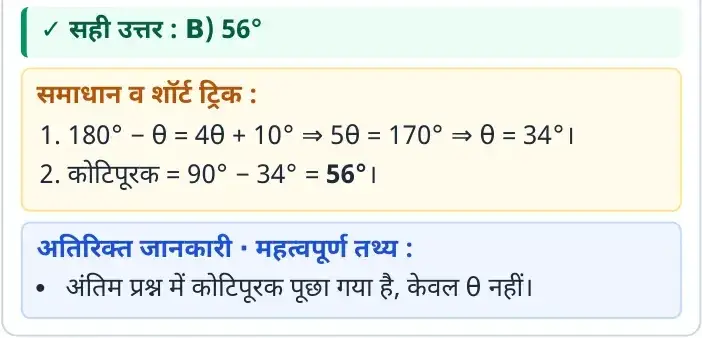 ✓ सही उत्तर : B) 56°
समाधान व शॉर्ट ट्रिक :
1. 180° − θ = 4θ + 10° ⇒ 5θ = 170° ⇒ θ = 34°।
2. कोटिपूरक = 90° − 34° = 56°।
अतिरिक्त जानकारी · महत्वपूर्ण तथ्य :
• अंतिम प्रश्न में कोटिपूरक पूछा गया है, केवल θ नहीं।